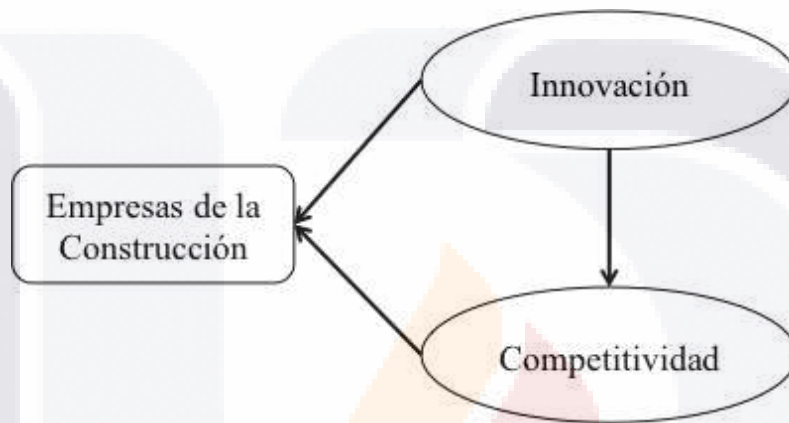 Innovación
Empresas de la
Construcción
Competitividad